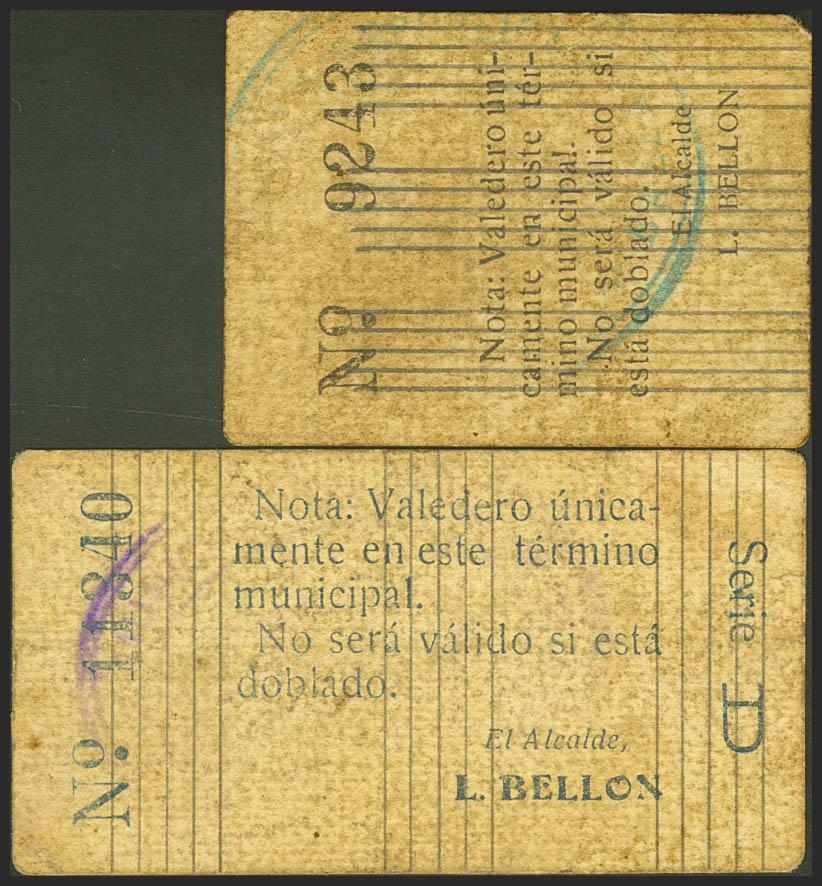 Nº 9243
Nota: Valedero úni-
camente en este tér-
mino municipal.
No será válido si
está doblado.
El Alcalde
L. BELLON
Nº. 11340
Nota: Valedero única-
mente en este término
municipal.
No será válido si está
doblado.
El Alcalde,
L. BELLON
Serie D